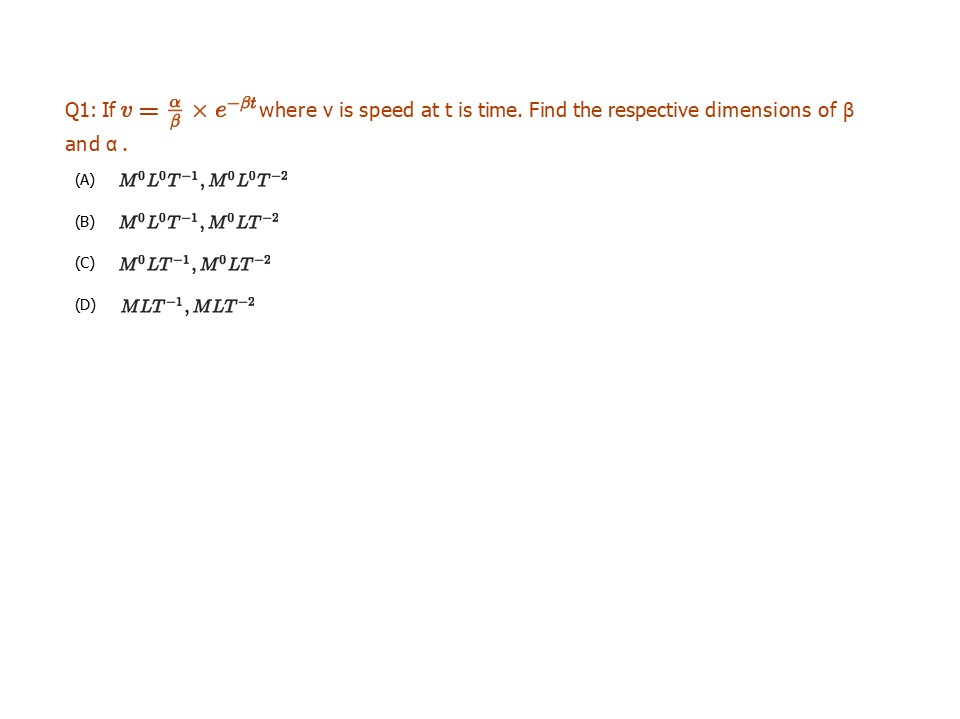 Q1: If $v = \frac{\alpha}{\beta} \times e^{-\beta t}$ where v is speed at t is time. Find the respective dimensions of β
and α .
(A) $M^0L^0T^{-1}, M^0L^0T^{-2}$
(B) $M^0L^0T^{-1}, M^0LT^{-2}$
(C) $M^0LT^{-1}, M^0LT^{-2}$
(D) $MLT^{-1}, MLT^{-2}$